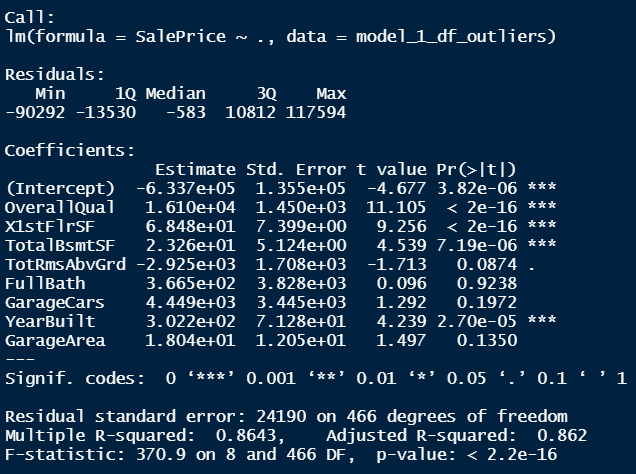 Call:
lm(formula = SalePrice ~ ., data = model_1_df_outliers)
Residuals:
Min 1Q Median 3Q Max
-90292 -13530 -583 10812 117594
Coefficients:
Estimate Std. Error t value Pr(>|t|)
(Intercept) -6.337e+05 1.355e+05 -4.677 3.82e-06 ***
OverallQual 1.610e+04 1.450e+03 11.105 < 2e-16 ***
X1stFlrSF 6.848e+01 7.399e+00 9.256 < 2e-16 ***
TotalBsmtSF 2.326e+01 5.124e+00 4.539 7.19e-06 ***
TotRmsAbvGrd -2.925e+03 1.708e+03 -1.713 0.0874 .
FullBath 3.665e+02 3.828e+03 0.096 0.9238
GarageCars 4.449e+03 3.445e+03 1.292 0.1972
YearBuilt 3.022e+02 7.128e+01 4.239 2.70e-05 ***
GarageArea 1.804e+01 1.205e+01 1.497 0.1350
---
Signif. codes: 0 ‘***’ 0.001 ‘**’ 0.01 ‘*’ 0.05 ‘.’ 0.1 ‘ ’ 1
Residual standard error: 24190 on 466 degrees of freedom
Multiple R-squared: 0.8643, Adjusted R-squared: 0.862
F-statistic: 370.9 on 8 and 466 DF, p-value: < 2.2e-16